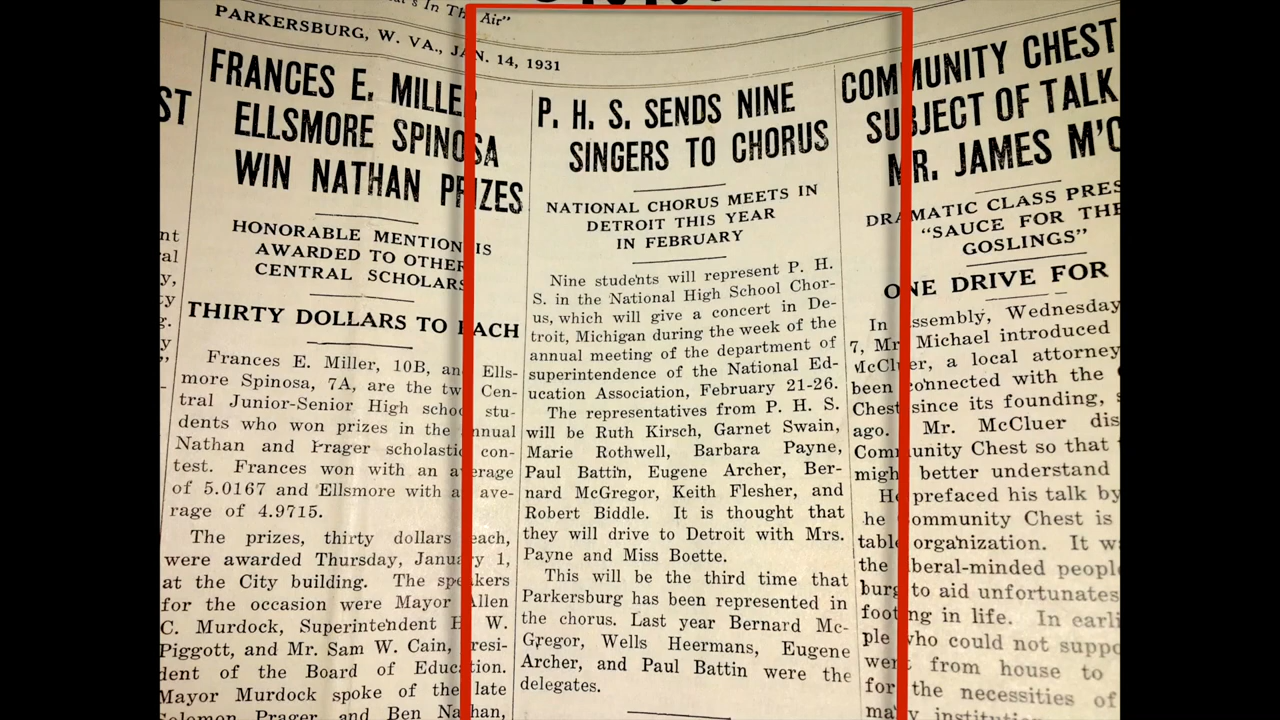 Air"
PARKERSBURG, W. VA., JAN. 14, 1931
ST
nt
al
y,
ty
g.
y
"
FRANCES E. MILLER
ELLSMORE SPINOSA
WIN NATHAN PRIZES
HONORABLE MENTION IS
AWARDED TO OTHER
CENTRAL SCHOLARS
THIRTY DOLLARS TO EACH
Frances E. Miller, 10B, and Ells-
more Spinosa, 7A, are the two Cen-
tral Junior-Senior High school stu-
dents who won prizes in the annual
Nathan and Prager scholastic con-
test. Frances won with an average
of 5.0167 and Ellsmore with an ave-
rage of 4.9715.
The prizes, thirty dollars each,
were awarded Thursday, January 1,
at the City building. The speakers
for the occasion were Mayor Allen
C. Murdock, Superintendent H. W.
Piggott, and Mr. Sam W. Cain, presi-
dent of the Board of Education.
Mayor Murdock spoke of the late
Solomon Prager and Ben Nathan,
P. H. S. SENDS NINE
SINGERS TO CHORUS
NATIONAL CHORUS MEETS IN
DETROIT THIS YEAR
IN FEBRUARY
Nine students will represent P. H.
S. in the National High School Chor-
us, which will give a concert in De-
troit, Michigan during the week of the
annual meeting of the department of
superintendence of the National Ed-
ucation Association, February 21-26.
The representatives from P. H. S.
will be Ruth Kirsch, Garnet Swain,
Marie Rothwell, Barbara Payne,
Paul Battin, Eugene Archer, Ber-
nard McGregor, Keith Flesher, and
Robert Biddle. It is thought that
they will drive to Detroit with Mrs.
Payne and Miss Boette.
This will be the third time that
Parkersburg has been represented in
the chorus. Last year Bernard Mc-
Gregor, Wells Heermans, Eugene
Archer, and Paul Battin were the
delegates.
COMMUNITY CHEST
SUBJECT OF TALK
MR. JAMES M'C
DRAMATIC CLASS PRES
"SAUCE FOR THE
GOSLINGS"
ONE DRIVE FOR
In assembly, Wednesday
7, Mr. Michael introduced
McCluer, a local attorney
been connected with the
Chest since its founding,
ago. Mr. McCluer dis
Community Chest so that
might better understand
He prefaced his talk by
he Community Chest is
table organization. It w
the liberal-minded people
burg to aid unfortunates
footing in life. In earli
ple who could not suppo
went from house to
for the necessities of
many institution